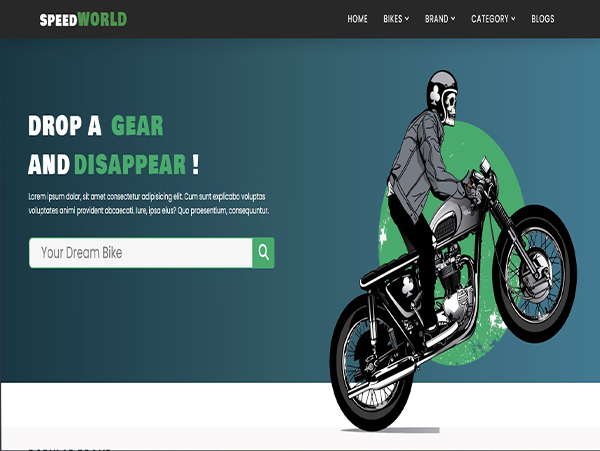 SPEEDWORLD
HOME BIKES BRAND CATEGORY BLOGS
DROP A GEAR
AND DISAPPEAR !
Lorem ipsum dolor, sit amet consectetur adipisicing elit. Cum sunt explicabo voluptas
voluptates animi provident obcaecati. Iure, ipsa eius? Quo praesentium, consequuntur.
Your Dream Bike